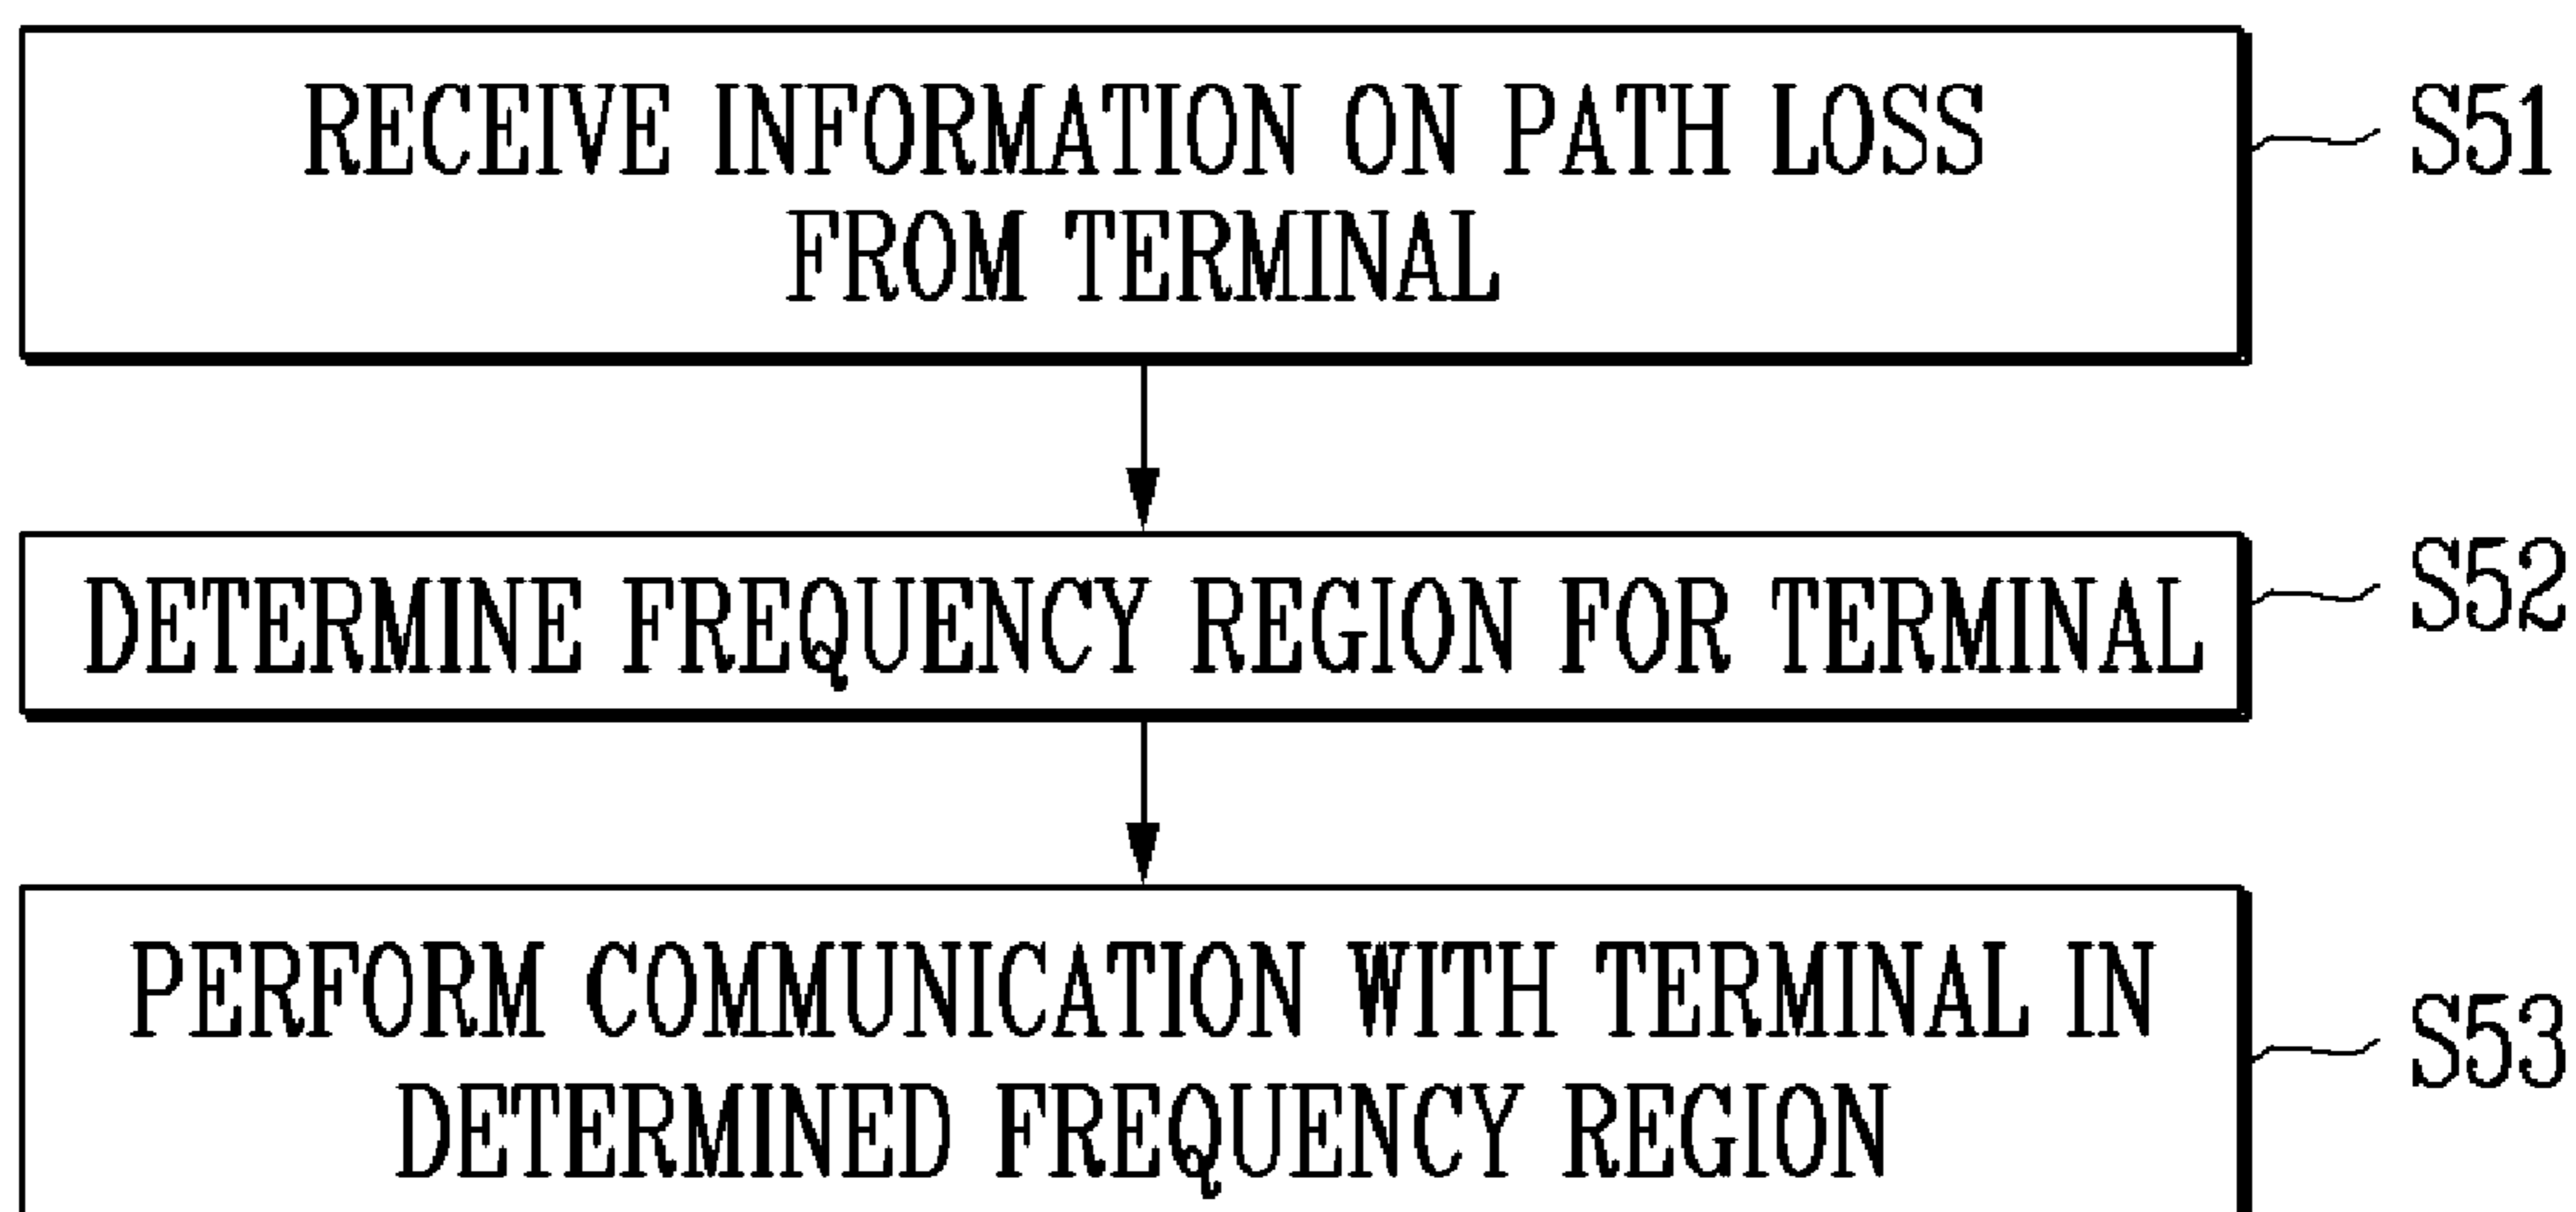 RECEIVE INFORMATION ON PATH LOSS
FROM TERMINAL
S51
DETERMINE FREQUENCY REGION FOR TERMINAL
S52
PERFORM COMMUNICATION WITH TERMINAL IN
DETERMINED FREQUENCY REGION
S53